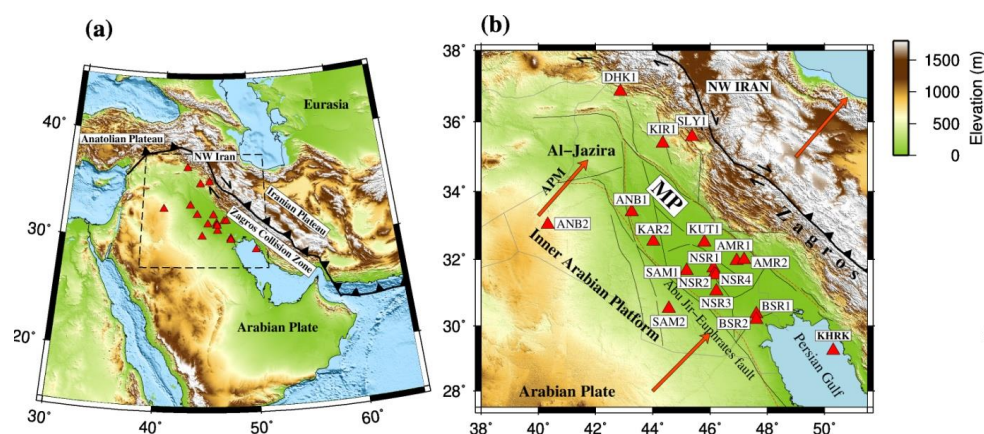 (a)
Eurasia
Anatolian Plateau
NW Iran
Iranian Plateau
Zagros Collision Zone
Arabian Plate
40°
30°
20°
30°
40°
50°
60°
(b)
38°
36°
34°
32°
30°
28°
38°
40°
42°
44°
46°
48°
50°
DHK1
NW IRAN
SLY1
KIR1
Al-Jazira
APM
MP
Zagros
ANB1
ANB2
KAR2
KUT1
AMR1
NSR1
AMR2
SAM1
NSR2
NSR4
NSR3
SAM2
BSR1
BSR2
KHRK
Inner Arabian Platform
Abu Jir-Euphrates fault
Persian Gulf
Arabian Plate
1500
1000
500
0
Elevation (m)